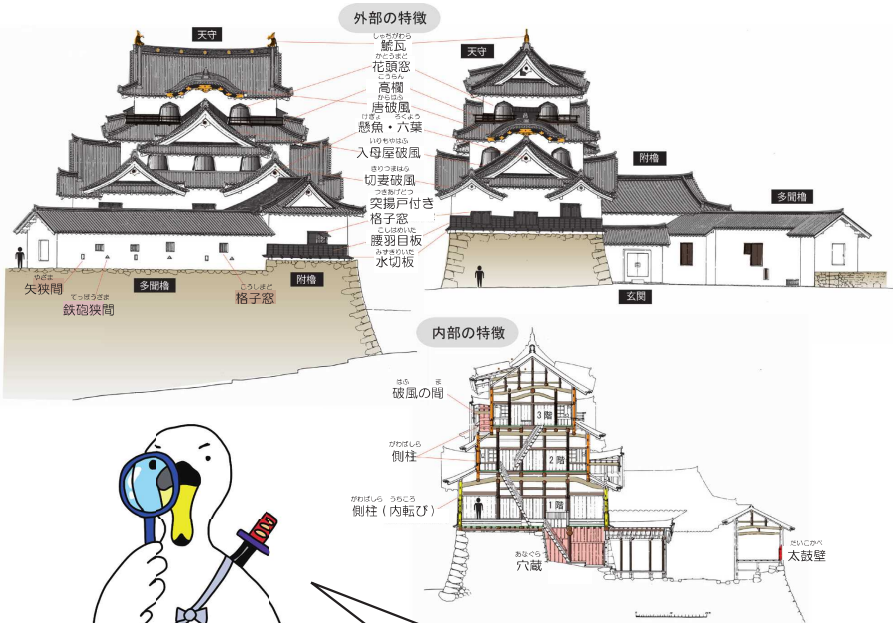 外部の特徴
天守
しゃちがわら
鯱瓦
かとうまど
花頭窓
こうらん
高欄
からはふ
唐破風
げぎょ ろくよう
懸魚・六葉
いりもやはふ
入母屋破風
きりつまはふ
切妻破風
つきあげどつ
突揚戸付き
格子窓
こしはめいた
腰羽目板
みずきりいた
水切板
天守
附櫓
多聞櫓
玄関
やざま
矢狭間
てっぽうざま
鉄砲狭間
多聞櫓
こうしまど
格子窓
附櫓
内部の特徴
はふ ま
破風の間
がわばしら
側柱
がわばしら うちころ
側柱(内転び)
3階
2階
1階
あなぐら
穴蔵
たいこかべ
太鼓壁